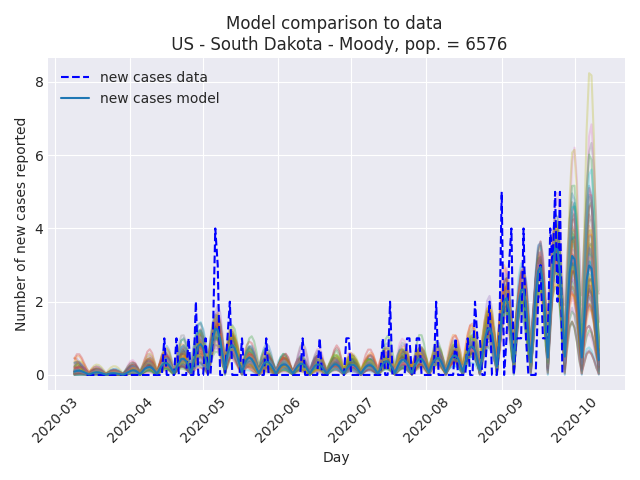 Model comparison to data
US - South Dakota - Moody, pop. = 6576
new cases data
new cases model
Number of new cases reported
8
6
4
2
0
2020-03
2020-04
2020-05
2020-06
2020-07
2020-08
2020-09
2020-10
Day